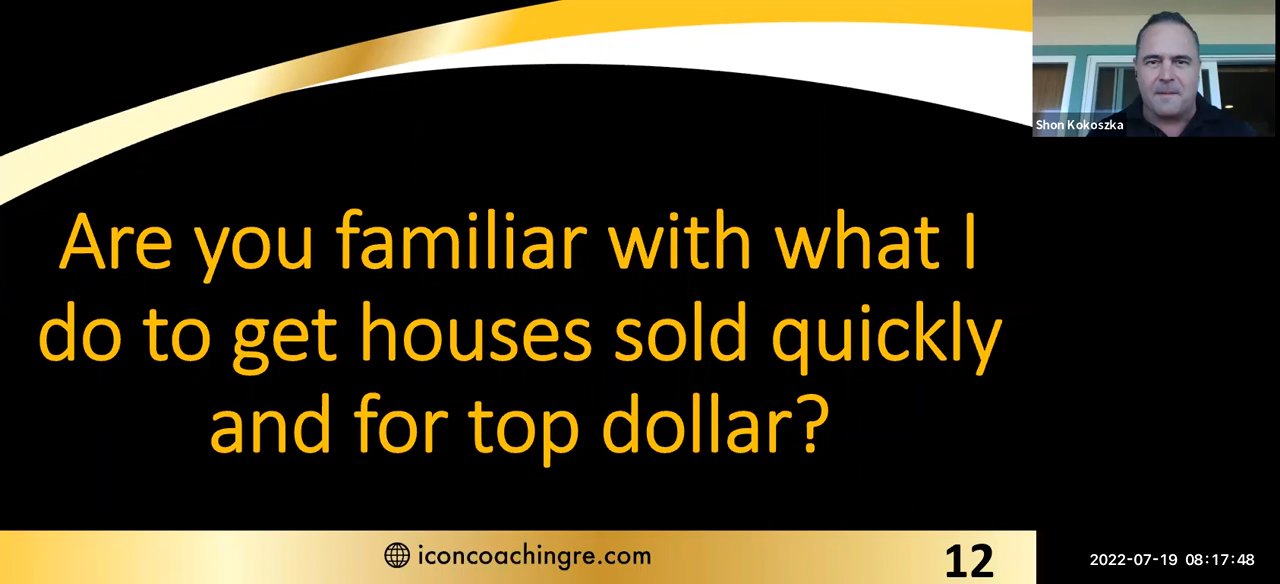 Shon Kokoszka
Are you familiar with what I
do to get houses sold quickly
and for top dollar?
iconcoachingre.com
12
2022-07-19 08:17:48